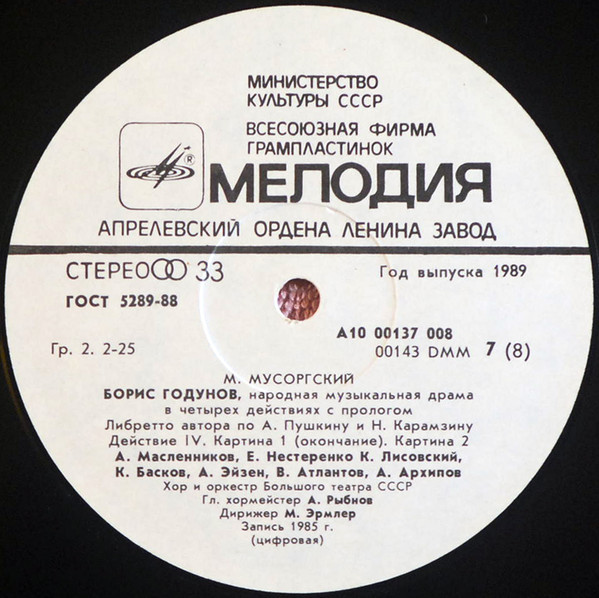 МИНИСТЕРСТВО
КУЛЬТУРЫ СССР
ВСЕСОЮЗНАЯ ФИРМА
ГРАМПЛАСТИНОК
®
МЕЛОДИЯ
АПРЕЛЕВСКИЙ ОРДЕНА ЛЕНИНА ЗАВОД
СТЕРЕО 33
Год выпуска 1989
ГОСТ 5289-88
А10 00137 008
Гр. 2. 2-25
00143 DMM 7 (8)
М. МУСОРГСКИЙ
БОРИС ГОДУНОВ, народная музыкальная драма
в четырех действиях с прологом
Либретто автора по А. Пушкину и Н. Карамзину
Действие IV. Картина 1 (окончание). Картина 2
А. Масленников, Е. Нестеренко К. Лисовский,
К. Басков, А. Эйзен, В. Атлантов, А. Архипов
Хор и оркестр Большого театра СССР
Гл. хормейстер А. Рыбнов
Дирижер М. Эрмлер
Запись 1985 г.
(цифровая)